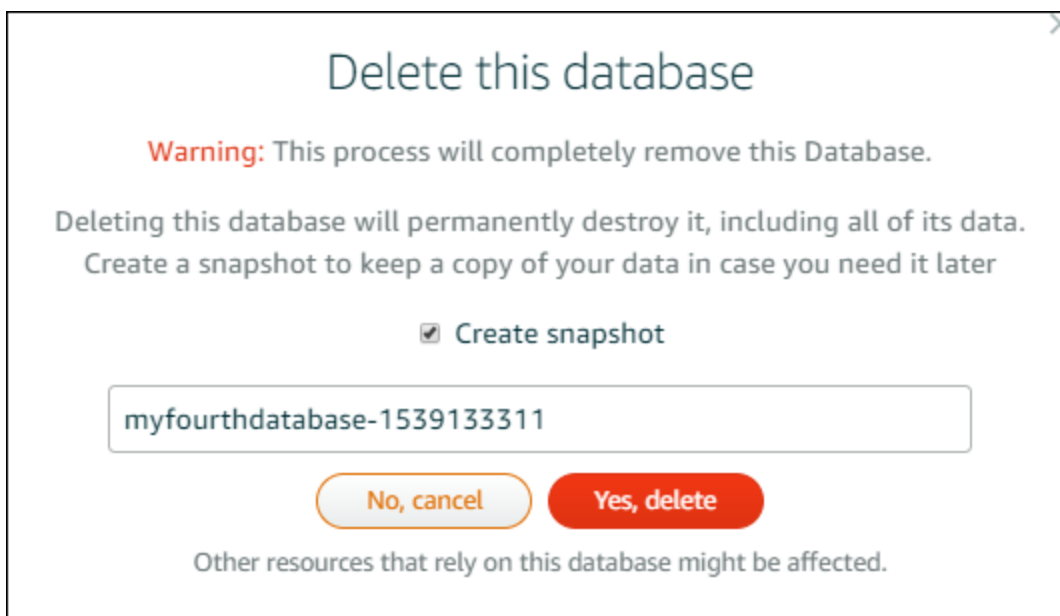 Delete this database
Warning: This process will completely remove this Database.
Deleting this database will permanently destroy it, including all of its data.
Create a snapshot to keep a copy of your data in case you need it later
Create snapshot
myfourthdatabase-1539133311
No, cancel
Yes, delete
Other resources that rely on this database might be affected.